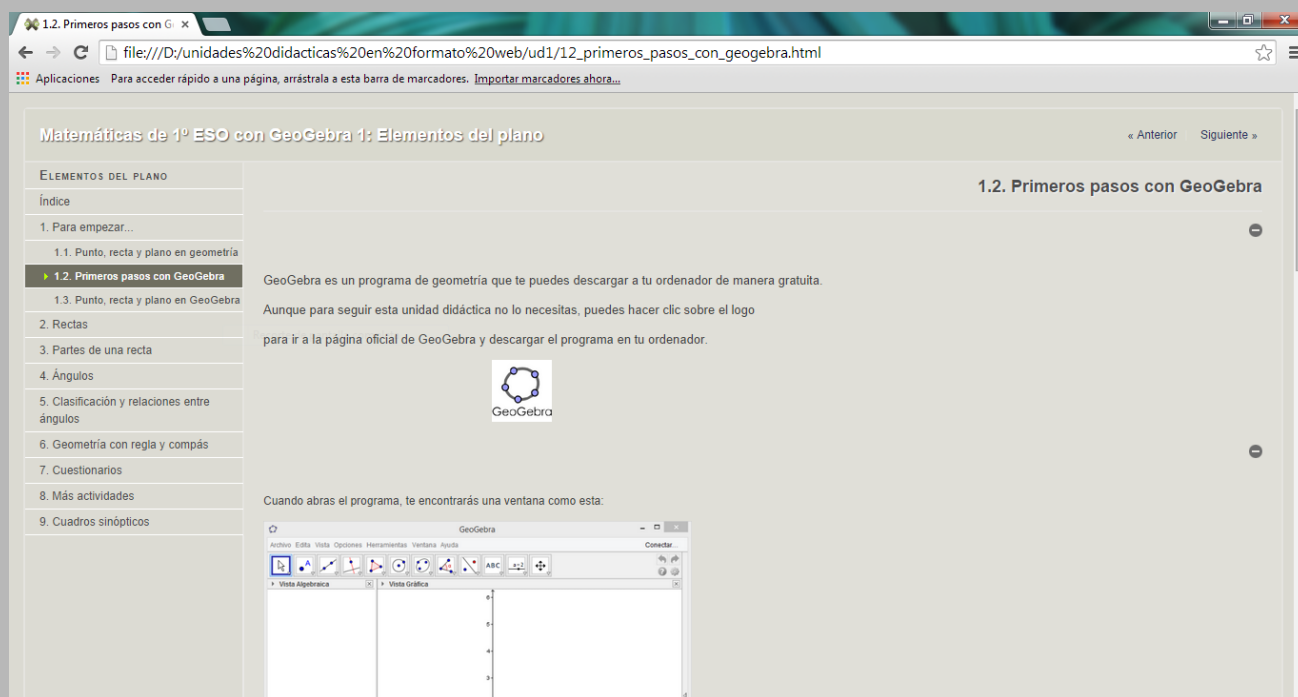 1.2. Primeros pasos con G
file:///D:/unidades%20didacticas%20en%20formato%20web/ud1/12_primeros_pasos_con_geogebra.html
Aplicaciones Para acceder rápido a una página, arrástrala a esta barra de marcadores. Importar marcadores ahora...
Matemáticas de 1º ESO con GeoGebra 1: Elementos del plano
« Anterior Siguiente »
ELEMENTOS DEL PLANO
Índice
1. Para empezar...
1.1. Punto, recta y plano en geometría
1.2. Primeros pasos con GeoGebra
1.3. Punto, recta y plano en GeoGebra
2. Rectas
3. Partes de una recta
4. Ángulos
5. Clasificación y relaciones entre
ángulos
6. Geometría con regla y compás
7. Cuestionarios
8. Más actividades
9. Cuadros sinópticos
1.2. Primeros pasos con GeoGebra
GeoGebra es un programa de geometría que te puedes descargar a tu ordenador de manera gratuita.
Aunque para seguir esta unidad didáctica no lo necesitas, puedes hacer clic sobre el logo
para ir a la página oficial de GeoGebra y descargar el programa en tu ordenador.
GeoGebra
Cuando abras el programa, te encontrarás una ventana como esta:
GeoGebra
Archivo Edita Vista Opciones Herramientas Ventana Ayuda Conectar...
A ABC a=2
Vista Algebraica Vista Gráfica
6
5
4
3